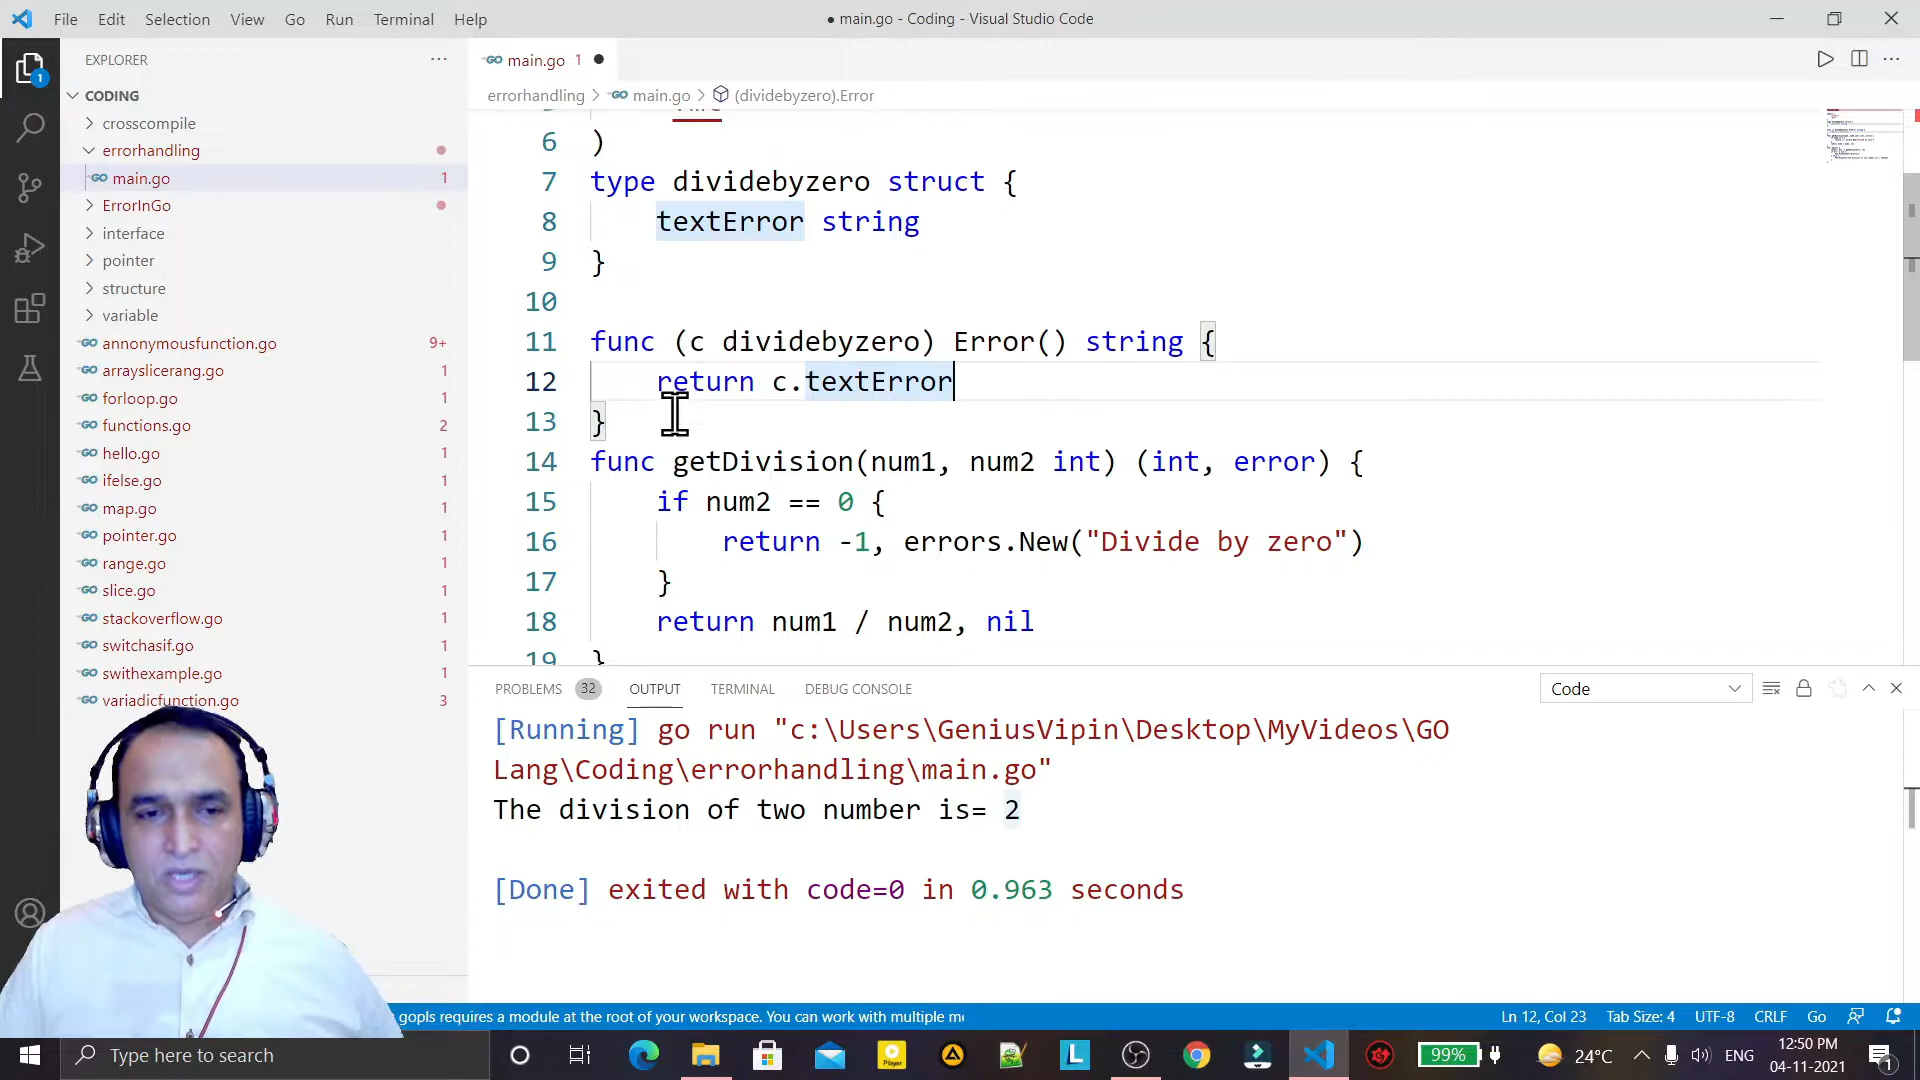 File Edit Selection View Go Run Terminal Help
● main.go - Coding - Visual Studio Code
EXPLORER
main.go 1
1
CODING
errorhandling > main.go > (dividebyzero).Error
crosscompile
errorhandling
main.go 1
ErrorInGo
interface
pointer
structure
variable
annonymousfunction.go 9+
arrayslicerang.go 1
forloop.go 1
functions.go 2
hello.go 1
ifelse.go 1
map.go 1
pointer.go 1
range.go 1
slice.go 1
stackoverflow.go 1
switchasif.go 1
swithexample.go 1
variadicfunction.go 3
6 )
7 type dividebyzero struct {
8 textError string
9 }
10
11 func (c dividebyzero) Error() string {
12 return c.textError
13 }
14 func getDivision(num1, num2 int) (int, error) {
15 if num2 == 0 {
16 return -1, errors.New("Divide by zero")
17 }
18 return num1 / num2, nil
19 }
PROBLEMS 32 OUTPUT TERMINAL DEBUG CONSOLE
Code
[Running] go run "c:\Users\GeniusVipin\Desktop\MyVideos\GO
Lang\Coding\errorhandling\main.go"
The division of two number is= 2
[Done] exited with code=0 in 0.963 seconds
gopls requires a module at the root of your workspace. You can work with multiple
Ln 12, Col 23 Tab Size: 4 UTF-8 CRLF Go
Type here to search
Player
L
99%
24°C
ENG
12:50 PM
04-11-2021
1